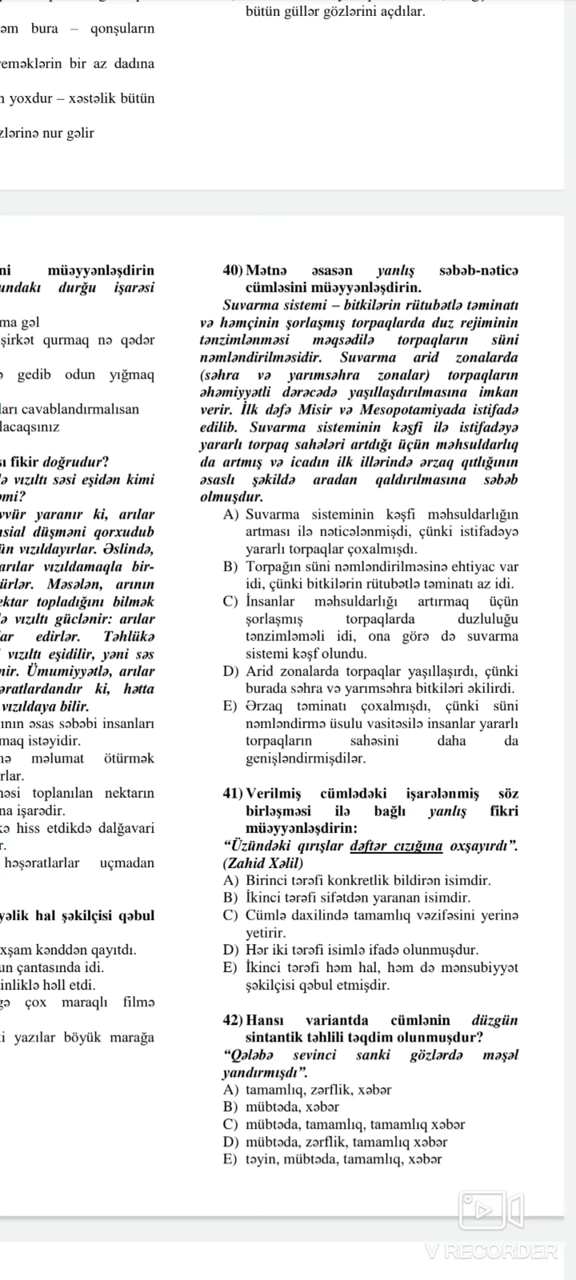 əm bura – qonşuların
eməklərin bir az dadına
n yoxdur – xəstəlik bütün
zlərinə nur gəlir
bütün güllər gözlərini açdılar.
ni müəyyənləşdirin
undakı durğu işarəsi
ma gəl
şirkət qurmaq nə qədər
ə gedib odun yığmaq
ları cavablandırmalısan
lacaqsınız
sı fikir doğrudur?
lə vızıltı səsi eşidən kimi
əmi?
vvür yaranır ki, arılar
nsial düşməni qorxudub
ün vızıldayırlar. Əslində,
arılar vızıldamaqla bir-
ürlər. Məsələn, arının
ektar topladığını bilmək
lə vızıltı güclənir: arılar
lar edirlər. Təhlükə
vızıltı eşidilir, yəni səs
nir. Ümumiyyətlə, arılar
əratlardandır ki, hətta
vızıldaya bilir.
ının əsas səbəbi insanları
maq istəyidir.
nə məlumat ötürmək
rlar.
nəsi toplanılan nektarın
na işarədir.
kə hiss etdikdə dalğavari
r.
həşəratlarlar uçmadan
yəlik hal şəkilçisi qəbul
xşam kənddən qayıtdı.
un çantasında idi.
inliklə həll etdi.
gə çox maraqlı filmə
ki yazılar böyük marağa
40) Mətnə əsasən yanlış səbəb-nəticə
cümləsini müəyyənləşdirin.
Suvarma sistemi – bitkilərin rütubətlə təminatı
və həmçinin şorlaşmış torpaqlarda duz rejiminin
tənzimlənməsi məqsədilə torpaqların süni
nəmləndirilməsidir. Suvarma arid zonalarda
(səhra və yarımsəhra zonalar) torpaqların
əhəmiyyətli dərəcədə yaşıllaşdırılmasına imkan
verir. İlk dəfə Misir və Mesopotamiyada istifadə
edilib. Suvarma sisteminin kəşfi ilə istifadəyə
yararlı torpaq sahələri artdığı üçün məhsuldarlıq
da artmış və icadın ilk illərində ərzaq qıtlığının
əsaslı şəkildə aradan qaldırılmasına səbəb
olmuşdur.
A) Suvarma sisteminin kəşfi məhsuldarlığın
artması ilə nəticələnmişdi, çünki istifadəyə
yararlı torpaqlar çoxalmışdı.
B) Torpağın süni nəmləndirilməsinə ehtiyac var
idi, çünki bitkilərin rütubətlə təminatı az idi.
C) İnsanlar məhsuldarlığı artırmaq üçün
şorlaşmış torpaqlarda duzluluğu
tənzimləməli idi, ona görə də suvarma
sistemi kəşf olundu.
D) Arid zonalarda torpaqlar yaşıllaşırdı, çünki
burada səhra və yarımsəhra bitkiləri əkilirdi.
E) Ərzaq təminatı çoxalmışdı, çünki süni
nəmləndirmə üsulu vasitəsilə insanlar yararlı
torpaqların sahəsini daha da
genişləndirmişdilər.
41) Verilmiş cümlədəki işarələnmiş söz
birləşməsi ilə bağlı yanlış fikri
müəyyənləşdirin:
“Üzündəki qırışlar dəftər cızığına oxşayırdı”.
(Zahid Xəlil)
A) Birinci tərəfi konkretlik bildirən isimdir.
B) İkinci tərəfi sifətdən yaranan isimdir.
C) Cümlə daxilində tamamlıq vəzifəsini yerinə
yetirir.
D) Hər iki tərəfi isimlə ifadə olunmuşdur.
E) İkinci tərəfi həm hal, həm də mənsubiyyət
şəkilçisi qəbul etmişdir.
42) Hansı variantda cümlənin düzgün
sintantik təhlili təqdim olunmuşdur?
“Qələbə sevinci sanki gözlərdə məşəl
yandırmışdı”.
A) tamamlıq, zərflik, xəbər
B) mübtəda, xəbər
C) mübtəda, tamamlıq, tamamlıq xəbər
D) mübtəda, zərflik, tamamlıq xəbər
E) təyin, mübtəda, tamamlıq, xəbər
V RECORDER